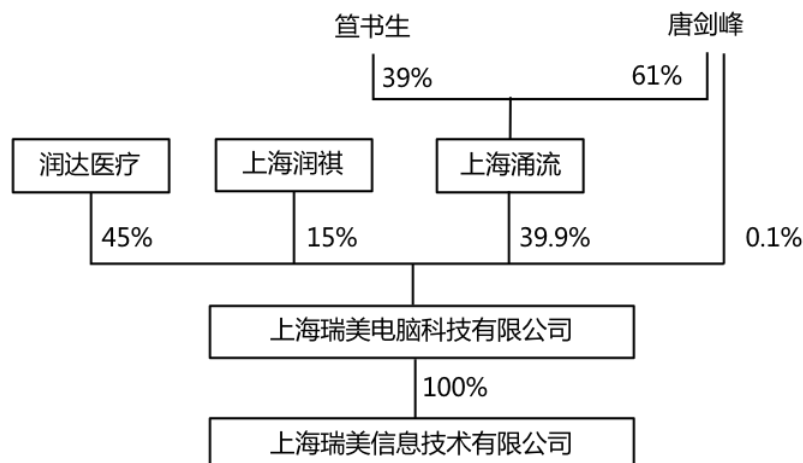 笪书生
唐剑峰
39%
61%
润达医疗
上海润祺
上海涌流
45%
15%
39.9%
0.1%
上海瑞美电脑科技有限公司
100%
上海瑞美信息技术有限公司